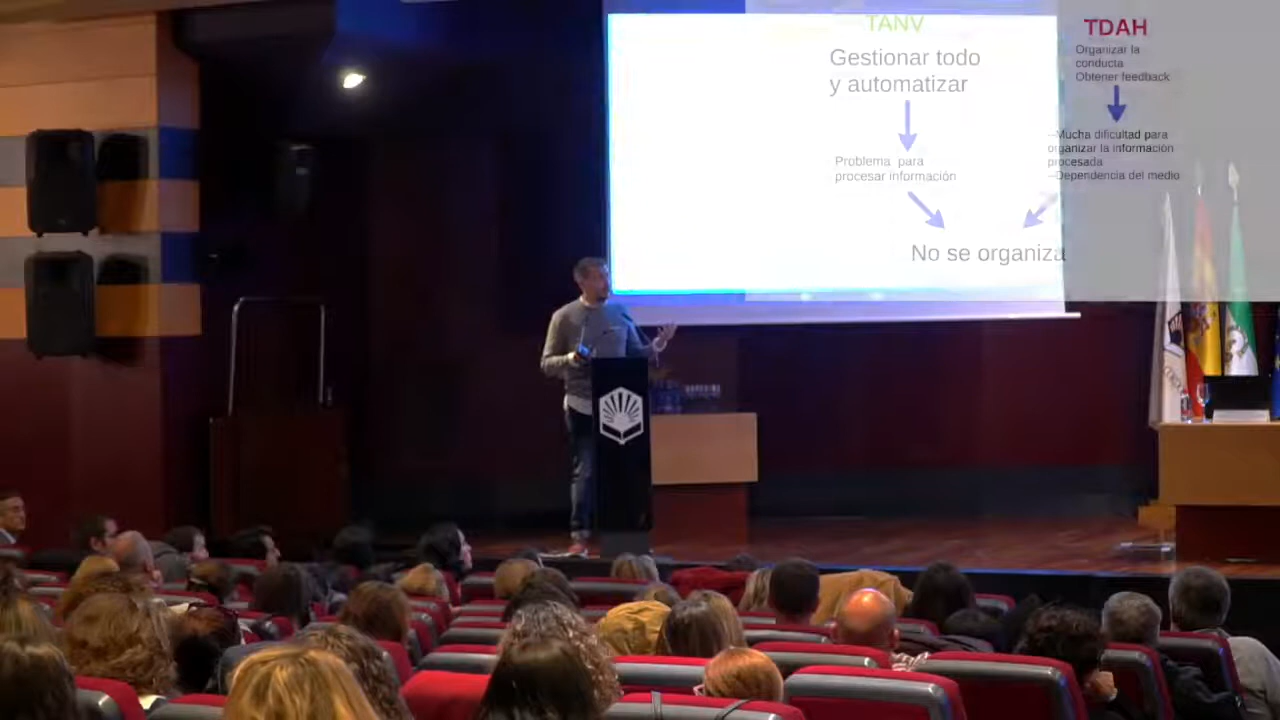 TANV
Gestionar todo
y automatizar
Problema para
procesar información
TDAH
Organizar la
conducta
Obtener feedback
–Mucha dificultad para
organizar la información
procesada
–Dependencia del medio
No se organiza